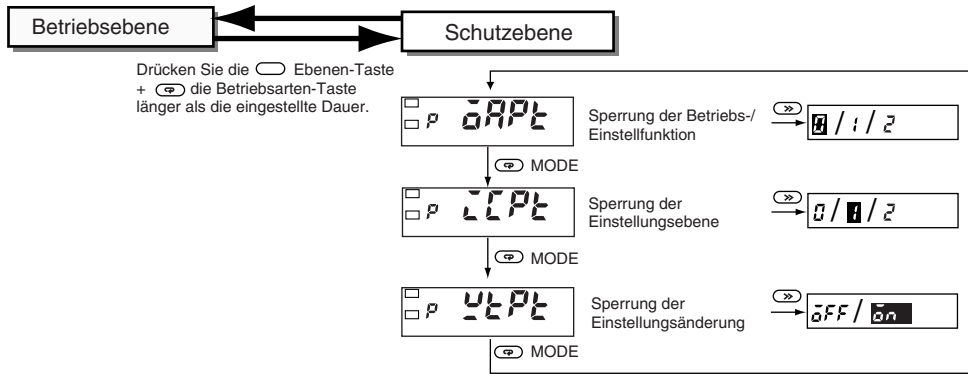 Betriebsebene
Schutzebene
Drücken Sie die Ebenen-Taste
+ die Betriebsarten-Taste
länger als die eingestellte Dauer.
P oAPt
Sperrung der Betriebs-/
Einstellfunktion
0/1/2
MODE
P iCPt
Sperrung der
Einstellungsebene
0/1/2
MODE
P WtPt
Sperrung der
Einstellungsänderung
oFF/on
MODE